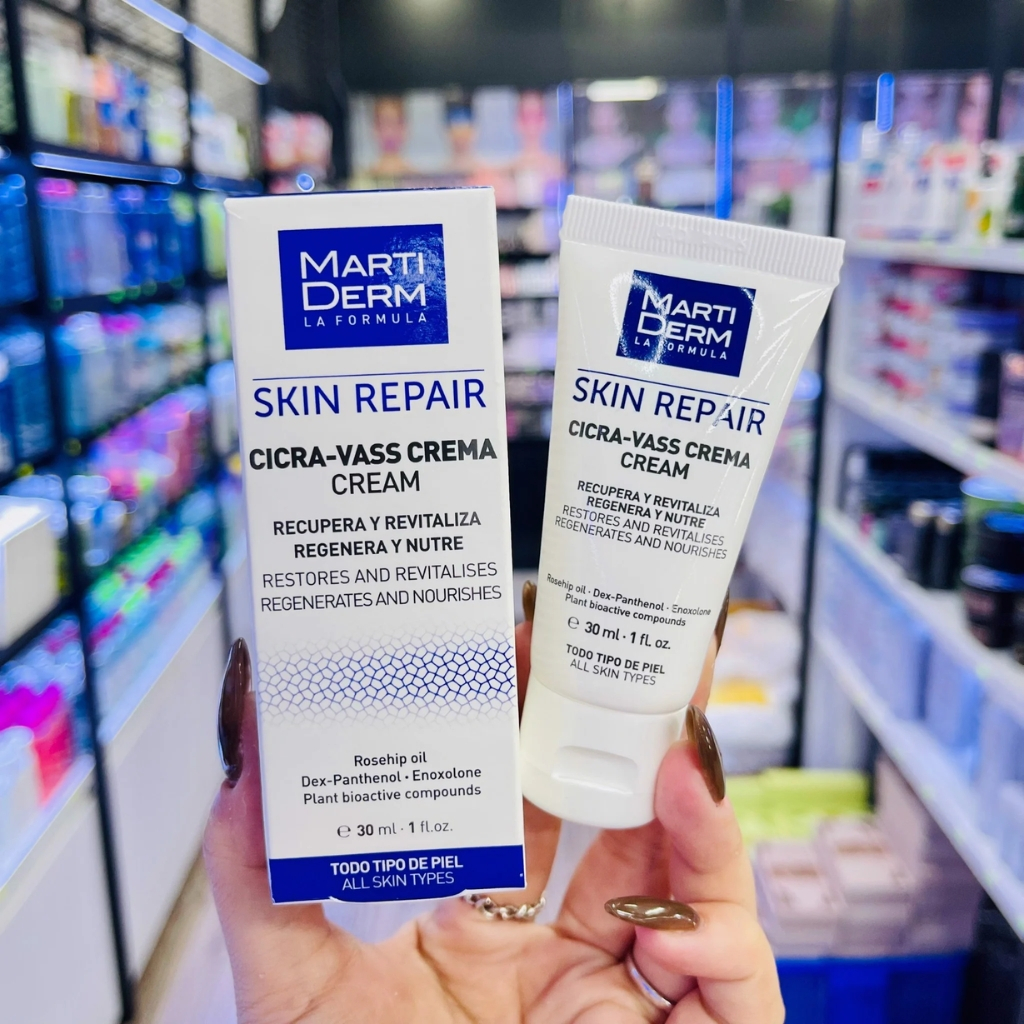 MARTI
DERM
LA FORMULA
SKIN REPAIR
CICRA-VASS CREMA
CREAM
RECUPERA Y REVITALIZA
REGENERA Y NUTRE
RESTORES AND REVITALISES
REGENERATES AND NOURISHES
Rosehip oil
Dex-Panthenol · Enoxolone
Plant bioactive compounds
℮ 30 ml · 1 fl.oz.
TODO TIPO DE PIEL
ALL SKIN TYPES
MARTI
DERM
LA FORMULA
SKIN REPAIR
CICRA-VASS CREMA
CREAM
RECUPERA Y REVITALIZA
REGENERA Y NUTRE
RESTORES AND REVITALISES
REGENERATES AND NOURISHES
Rosehip oil · Dex-Panthenol · Enoxolone
Plant bioactive compounds
℮ 30 ml · 1 fl. oz.
TODO TIPO DE PIEL
ALL SKIN TYPES